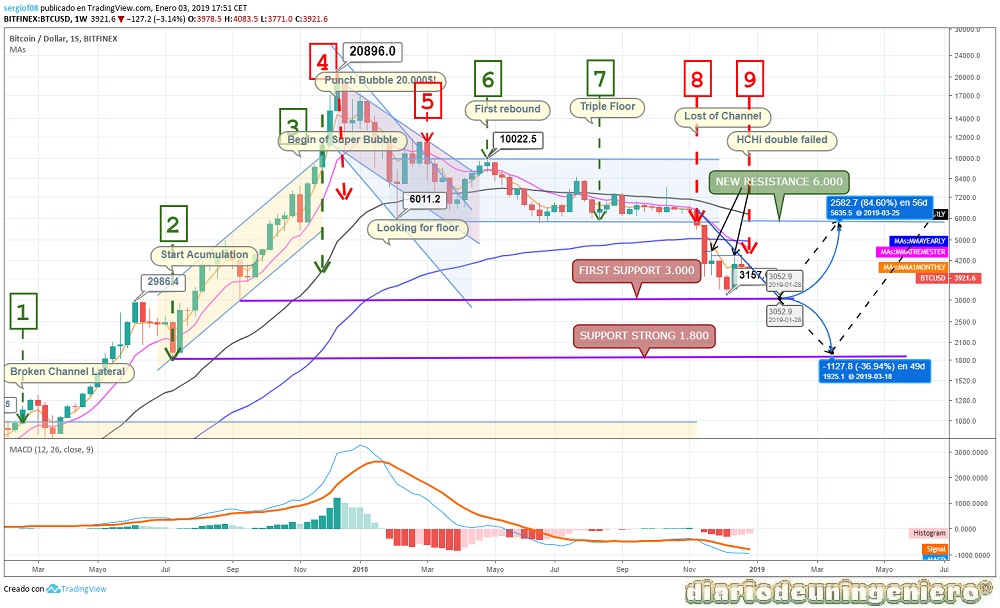 sergiof08 publicado en TradingView.com, Enero 03, 2019 17:51 CET
BITFINEX:BTCUSD, 1W 3921.6 ▼ −127.2 (−3.14%) O:3978.5 H:4083.5 L:3771.0 C:3921.6
Bitcoin / Dollar, 1S, BITFINEX
MAs
30000.0
24000.0
20000.0
17000.0
14000.0
12000.0
10000.0
8400.0
7200.0
6000.0
5000.0
4200.0
3600.0
3000.0
2500.0
2100.0
1800.0
1520.0
1280.0
1080.0
1
Broken Channel Lateral
5
2
Start Acumulation
2986.4
3
Begin of Super Bubble
4
20896.0
Punch Bubble 20.000$!
5
6011.2
Looking for floor
6
First rebound
10022.5
7
Triple Floor
8
Lost of Channel
9
HCHi double failed
NEW RESISTANCE 6.000
FIRST SUPPORT 3.000
SUPPORT STRONG 1.800
3157.
3052.9
2019-01-28
3052.9
2019-01-28
2582.7 (84.60%) en 56d
5635.5 @ 2019-03-25
-1127.8 (-36.94%) en 49d
1925.1 @ 2019-03-18
MAs:MMAYEARLY
MAs:MMATREMESTER
MAs:MMA1MONTHLY
BTCUSD
3921.6
MACD (12, 26, close, 9)
3000.0000
2000.0000
1000.0000
0.0000
-1000.0000
Histogram
Signal
MACD
Mar
Mayo
Jul
Sep
Nov
2018
Mar
Mayo
Jul
Sep
Nov
2019
Mar
Mayo
Jul
Creado con TradingView
diariodeuningeniero